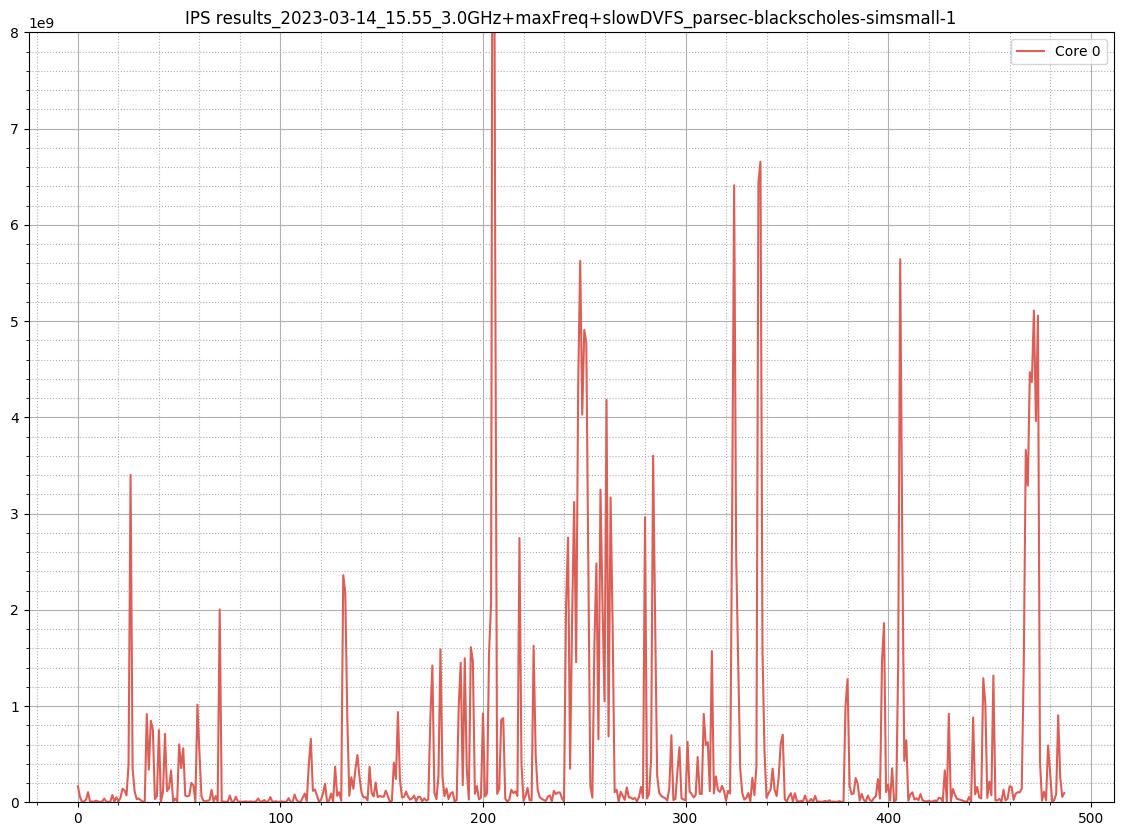 IPS results_2023-03-14_15.55_3.0GHz+maxFreq+slowDVFS_parsec-blackscholes-simsmall-1
1e9
Core 0
8
7
6
5
4
3
2
1
0
0 100 200 300 400 500